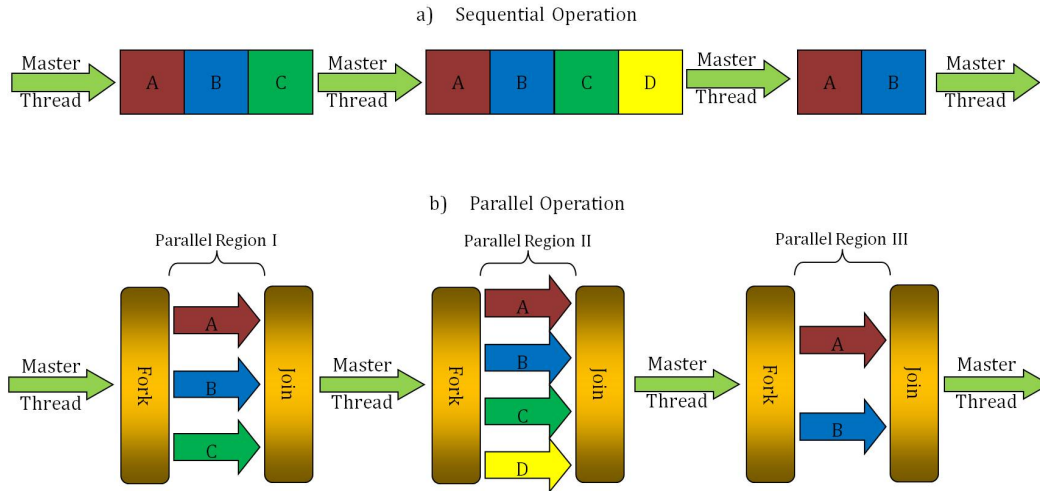 a) Sequential Operation
Master Thread
A B C
Master Thread
A B C D
Master Thread
A B
Master Thread
b) Parallel Operation
Parallel Region I
Parallel Region II
Parallel Region III
Master Thread
Fork
A
B
C
Join
Master Thread
Fork
A
B
C
D
Join
Master Thread
Fork
A
B
Join
Master Thread